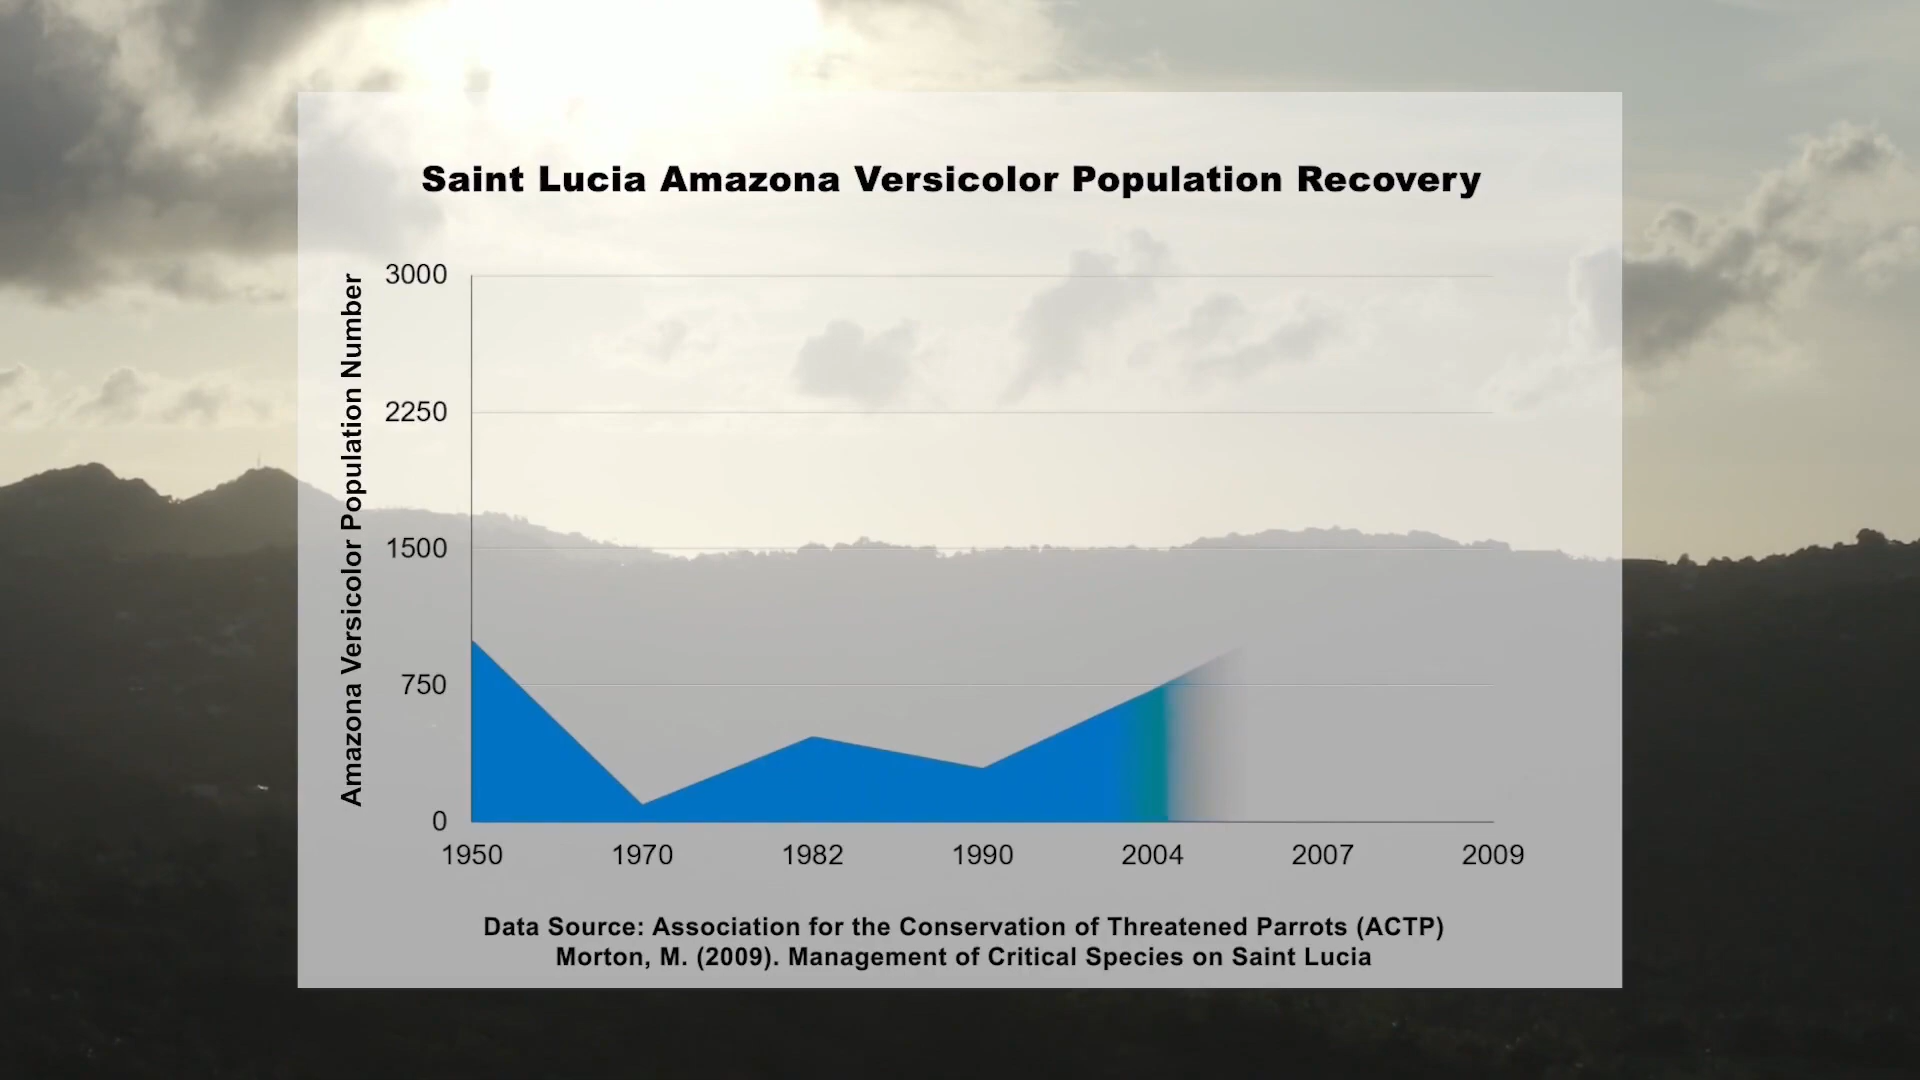 Saint Lucia Amazona Versicolor Population Recovery
Amazona Versicolor Population Number
3000
2250
1500
750
0
1950 1970 1982 1990 2004 2007 2009
Data Source: Association for the Conservation of Threatened Parrots (ACTP)
Morton, M. (2009). Management of Critical Species on Saint Lucia